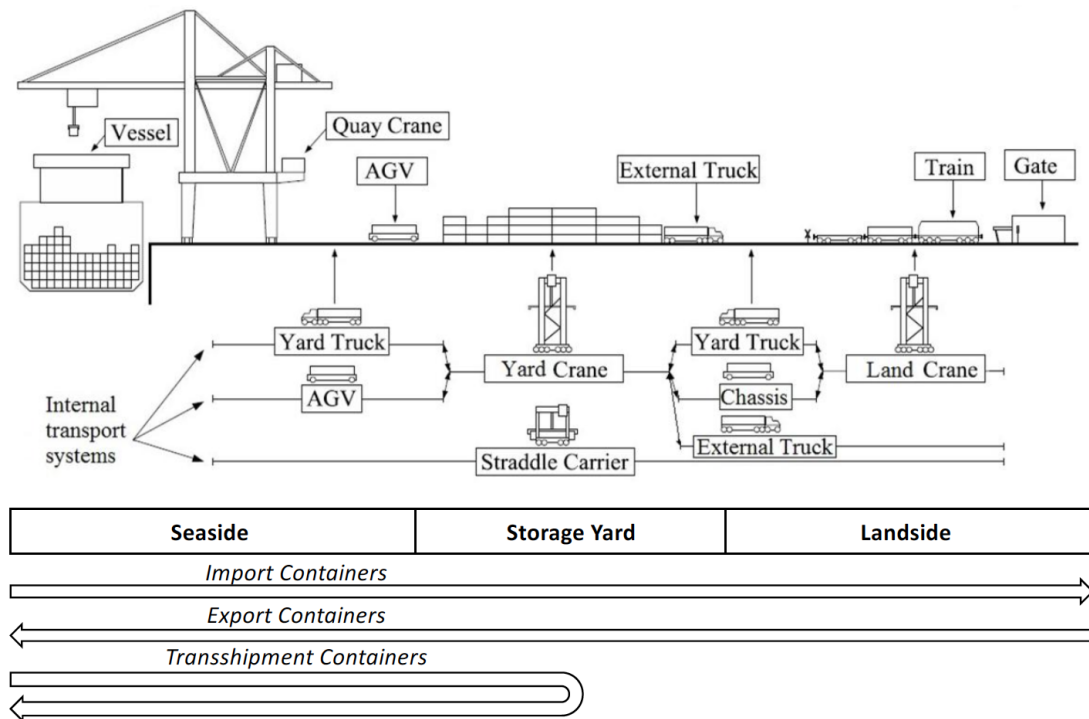 Vessel
Quay Crane
AGV
External Truck
Train
Gate
Yard Truck
Yard Truck
Yard Crane
Land Crane
AGV
Chassis
Internal
transport
systems
External Truck
Straddle Carrier
Seaside
Storage Yard
Landside
Import Containers
Export Containers
Transshipment Containers